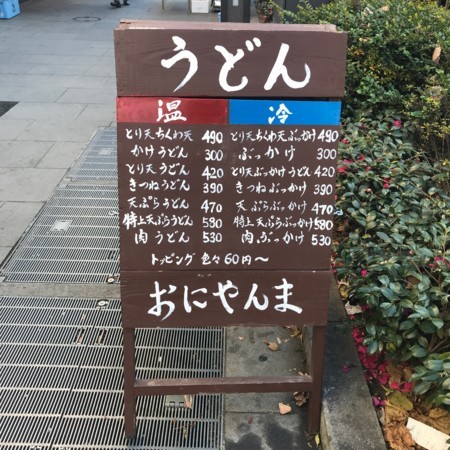 うどん
温 冷
とり天ちくわ天 490 とり天ちくわ天ぶっかけ 490
かけうどん 300 ぶっかけ 300
とり天うどん 420 とり天ぶっかけうどん 420
きつねうどん 390 きつねぶっかけ 390
天ぷらうどん 470 天ぷらぶっかけ 470
特上天ぷらうどん 580 特上天ぷらぶっかけ 580
肉うどん 530 肉ぶっかけ 530
トッピング 色々60円〜
おにやんま